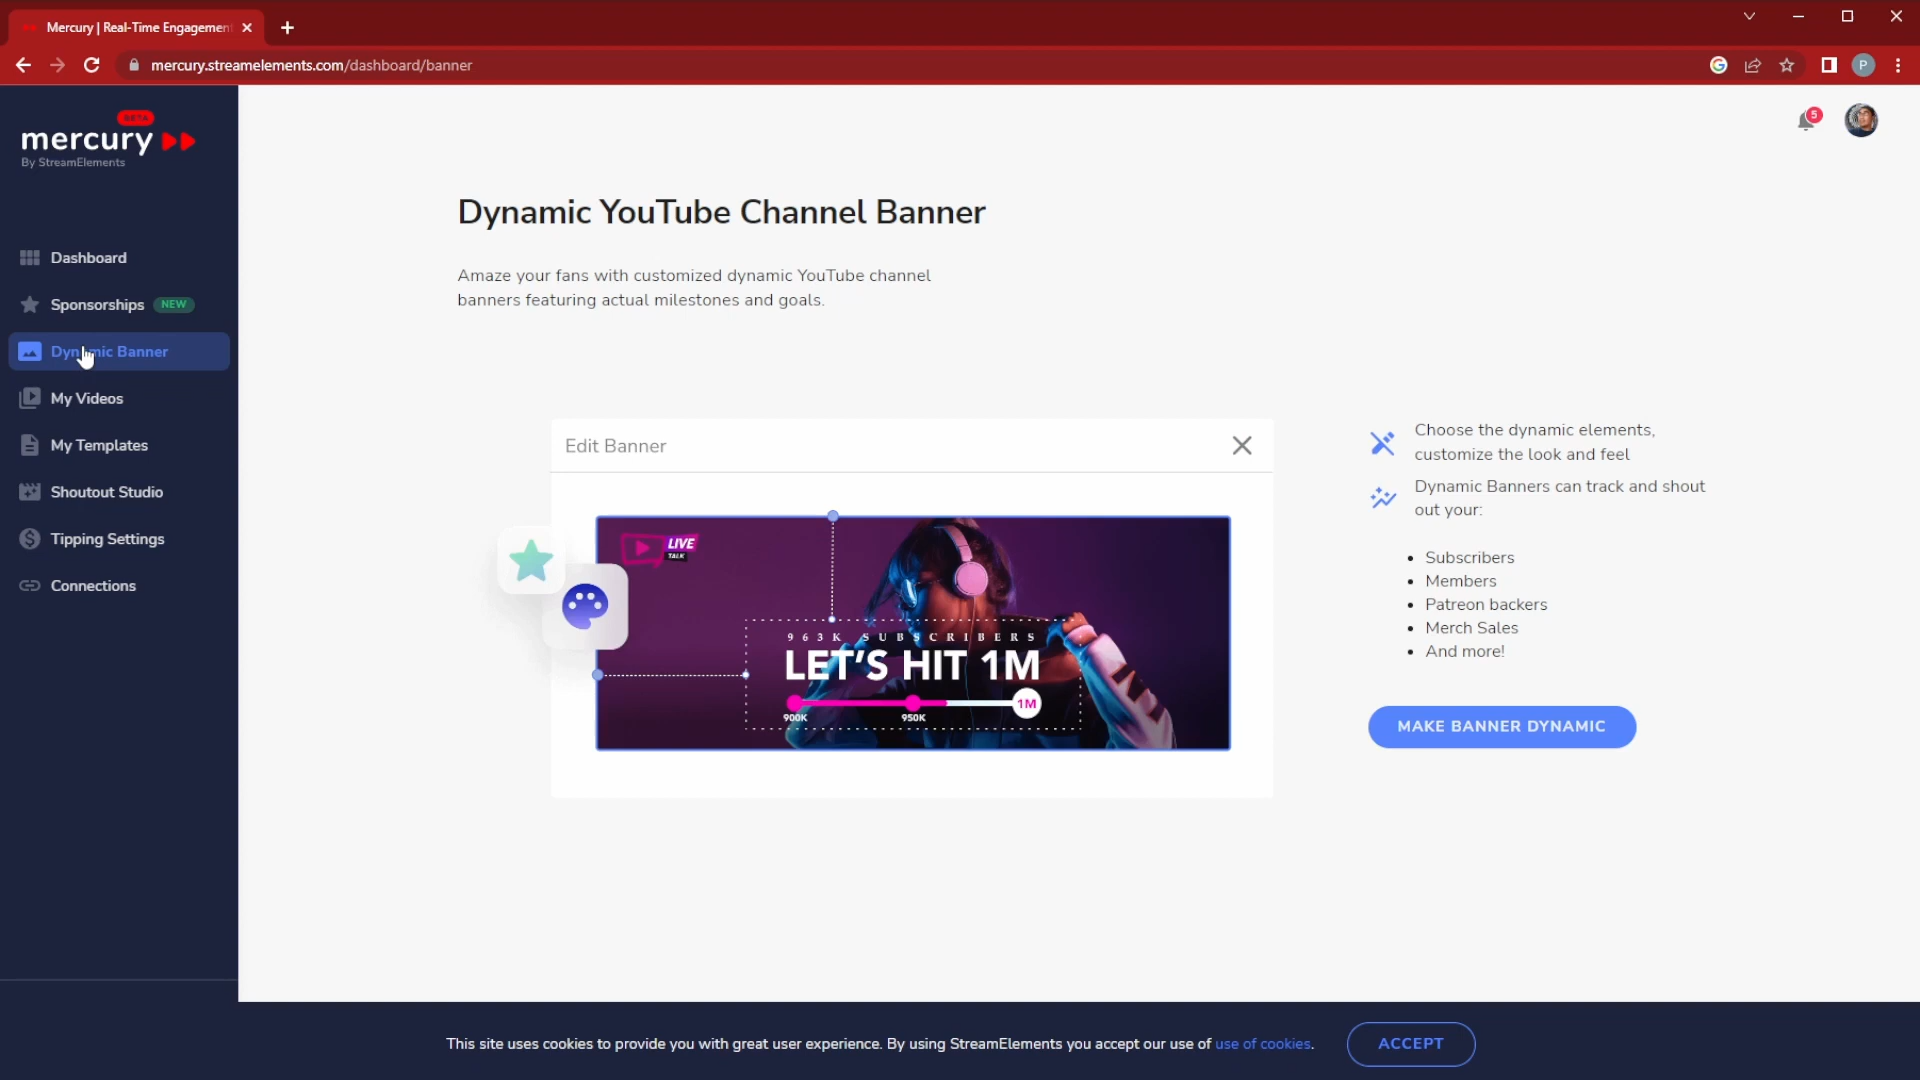 Mercury | Real-Time Engagemen
mercury.streamelements.com/dashboard/banner
P
BETA
mercury
By StreamElements
5
Dashboard
Sponsorships NEW
Dynamic Banner
My Videos
My Templates
Shoutout Studio
Tipping Settings
Connections
Dynamic YouTube Channel Banner
Amaze your fans with customized dynamic YouTube channel
banners featuring actual milestones and goals.
Edit Banner
LIVE
TALK
963K SUBSCRIBERS
LET'S HIT 1M
1M
900K 950K
Choose the dynamic elements,
customize the look and feel
Dynamic Banners can track and shout
out your:
• Subscribers
• Members
• Patreon backers
• Merch Sales
• And more!
MAKE BANNER DYNAMIC
This site uses cookies to provide you with great user experience. By using StreamElements you accept our use of use of cookies.
ACCEPT